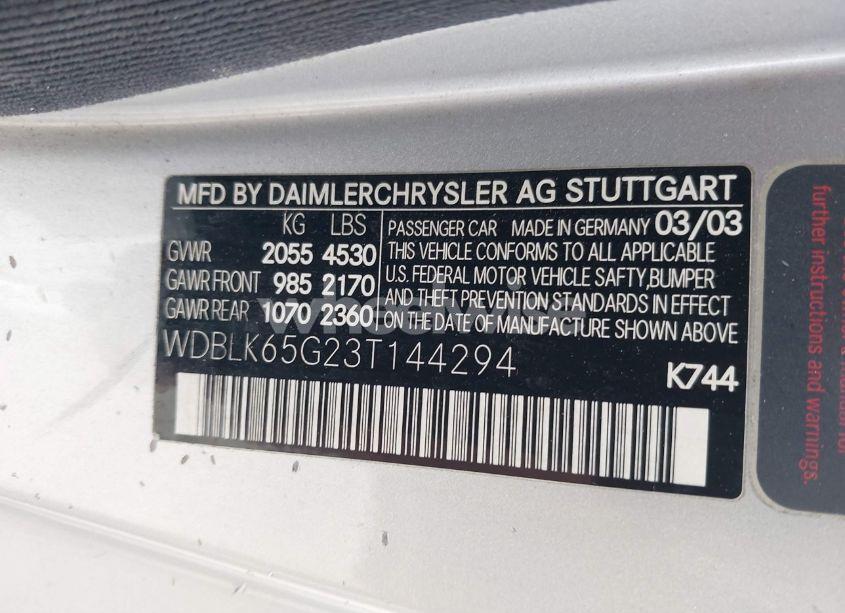 MFD BY DAIMLERCHRYSLER AG STUTTGART
KG LBS
GVWR 2055 4530
GAWR FRONT 985 2170
GAWR REAR 1070 2360
PASSENGER CAR MADE IN GERMANY 03/03
THIS VEHICLE CONFORMS TO ALL APPLICABLE
U.S. FEDERAL MOTOR VEHICLE SAFTY,BUMPER
AND THEFT PREVENTION STANDARDS IN EFFECT
ON THE DATE OF MANUFACTURE SHOWN ABOVE
WDBLK65G23T144294
K744
further instructions and warnings.